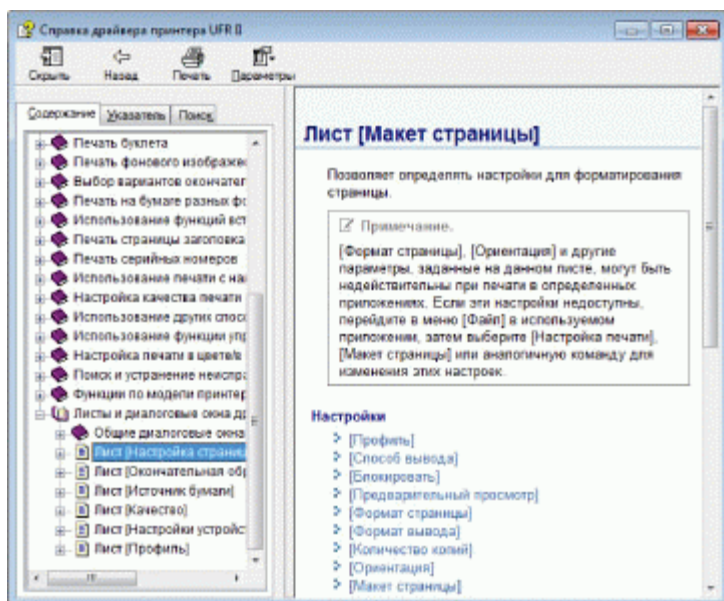 Справка драйвера принтера UFR II
Скрыть Назад Печать Параметры
Содержание Указатель Поиск
Печать буклета
Печать фонового изображен
Выбор вариантов окончател
Печать на бумаге разных фо
Использование функций вст
Печать страницы заголовка
Печать серийных номеров
Использование печати с на
Настройка качества печати
Использование других спосо
Использование функции упр
Настройка печати в цвете/в
Поиск и устранение неиспра
Функции по модели принтер
Листы и диалоговые окна др
Общие диалоговые окна
Лист [Настройка страниц
Лист [Окончательная обр
Лист [Источник бумаги]
Лист [Качество]
Лист [Настройки устройс
Лист [Профиль]
Лист [Макет страницы]
Позволяет определять настройки для форматирования
страницы.
Примечание.
[Формат страницы], [Ориентация] и другие
параметры, заданные на данном листе, могут быть
недействительны при печати в определенных
приложениях. Если эти настройки недоступны,
перейдите в меню [Файл] в используемом
приложении, затем выберите [Настройка печати],
[Макет страницы] или аналогичную команду для
изменения этих настроек.
Настройки
[Профиль]
[Способ вывода]
[Блокировать]
[Предварительный просмотр]
[Формат страницы]
[Формат вывода]
[Количество копий]
[Ориентация]
[Макет страницы]